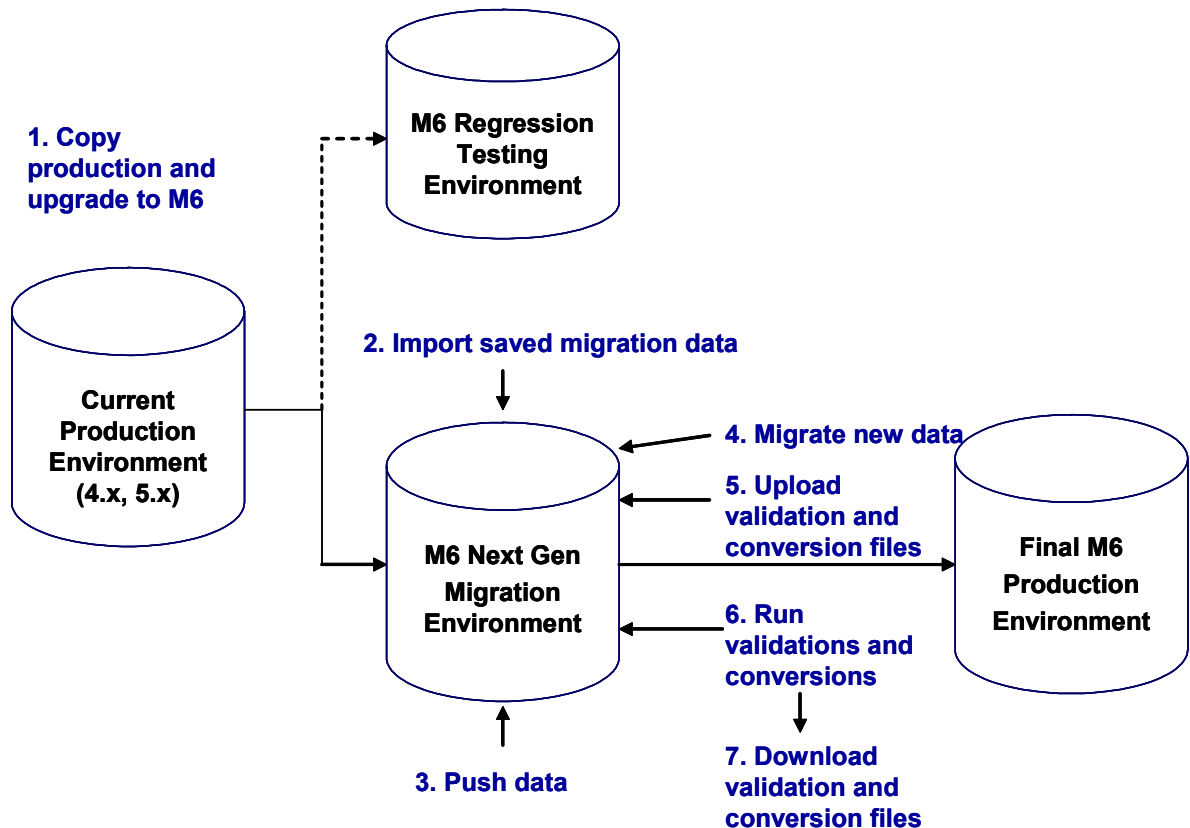 M6 Regression
Testing
Environment
1. Copy
production and
upgrade to M6
2. Import saved migration data
Current
Production
Environment
(4.x, 5.x)
4. Migrate new data
5. Upload
validation and
conversion files
M6 Next Gen
Migration
Environment
Final M6
Production
Environment
6. Run
validations and
conversions
3. Push data
7. Download
validation and
conversion files